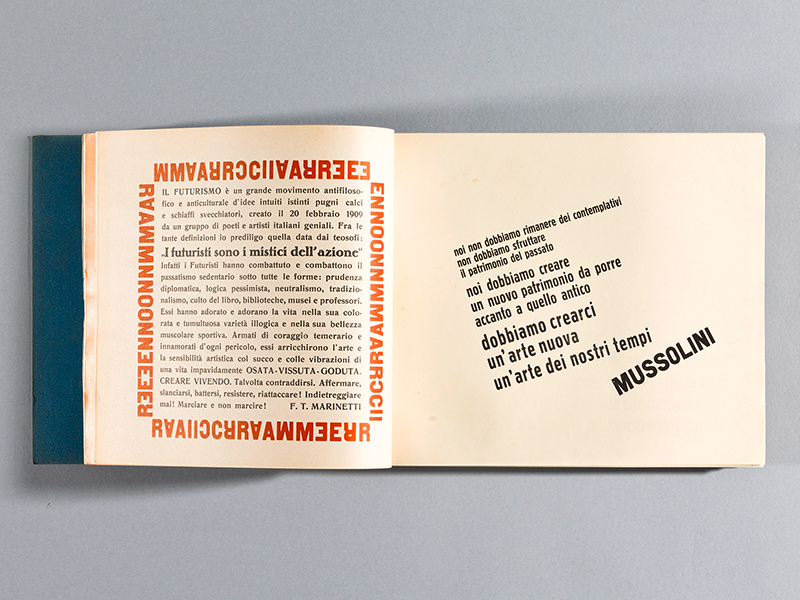 MMAARRCCIIAARREE
EENNOONNMMAARRCCII
IL FUTURISMO è un grande movimento antifiloso-
fico e anticulturale d'idee intuiti istinti pugni calci
e schiaffi svecchiatori, creato il 20 febbraio 1909
da un gruppo di poeti e artisti italiani geniali. Fra le
tante definizioni lo prediligo quella data dai teosofi:
„I futuristi sono i mistici dell'azione"
Infatti i Futuristi hanno combattuto e combattono il
passatismo sedentario sotto tutte le forme: prudenza
diplomatica, logica pessimista, neutralismo, tradizio-
nalismo, culto del libro, biblioteche, musei e professori.
Essi hanno adorato e adorano la vita nella sua colo-
rata e tumultuosa varietà illogica e nella sua bellezza
muscolare sportiva. Armati di coraggio temerario e
innamorati d'ogni pericolo, essi arricchirono l'arte e
la sensibilità artistica col succo e colle vibrazioni di
una vita impavidamente OSATA-VISSUTA-GODUTA.
CREARE VIVENDO. Talvolta contraddirsi. Affermare,
slanciarsi, battersi, resistere, riattaccare! Indietreggiare
mai! Marciare e non marcire! F. T. MARINETTI
noi non dobbiamo rimanere dei contemplativi
non dobbiamo sfruttare
il patrimonio del passato
noi dobbiamo creare
un nuovo patrimonio da porre
accanto a quello antico
dobbiamo crearci
un'arte nuova
un'arte dei nostri tempi
MUSSOLINI